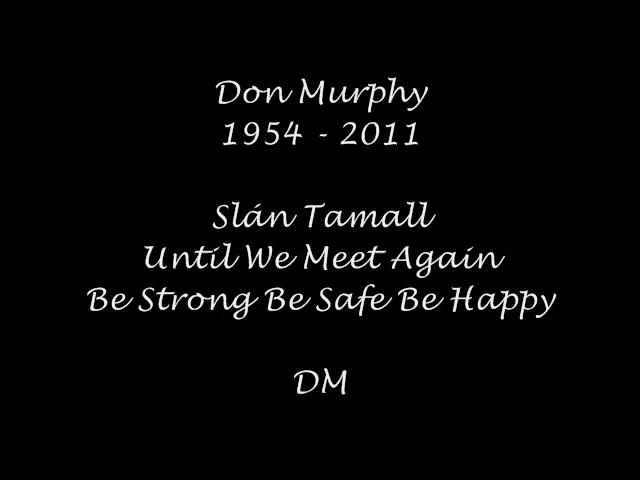 Don Murphy
1954 - 2011
Slán Tamall
Until We Meet Again
Be Strong Be Safe Be Happy
DM